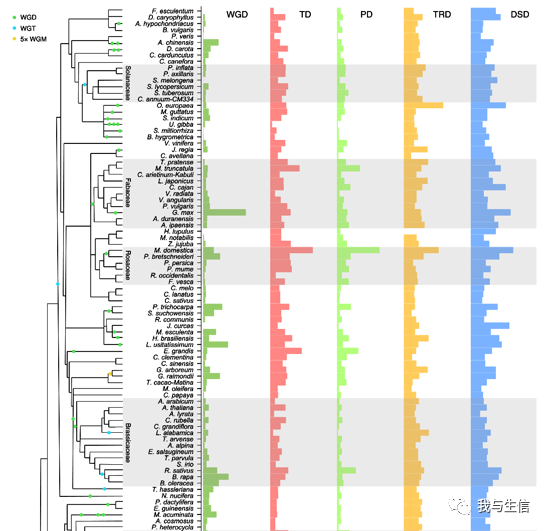 WGD
WGT
5x WGM
WGD TD PD TRD DSD
F. esculentum
D. caryophyllus
A. hypochondriacus
B. vulgaris
P. veris
A. chinensis
D. carota
C. cardunculus
C. canefora
Solanaceae
P. inflata
P. axillaris
S. melongena
S. lycopersicum
S. tuberosum
C. annuum-CM334
O. europaea
M. guttatus
S. indicum
U. gibba
S. miltiorrhiza
B. hygrometrica
V. vinifera
J. regia
C. avellana
Fabaceae
T. pratense
M. truncatula
C. arietinum-Kabuli
L. japonicus
C. cajan
V. radiata
V. angularis
P. vulgaris
G. max
A. duranensis
A. ipaensis
H. lupulus
M. notabilis
Z. jujuba
Rosaceae
M. domestica
P. bretschneideri
P. persica
P. mume
R. occidentalis
F. vesca
C. melo
C. lanatus
C. sativus
P. trichocarpa
S. suchowensis
R. communis
J. curcas
M. esculenta
H. brasiliensis
L. usitatissimum
E. grandis
C. clementina
C. sinensis
G. arboreum
G. raimondii
T. cacao-Matina
M. oleifera
C. papaya
Brassicaceae
A. arabicum
A. thaliana
A. lyrata
C. rubella
C. grandiflora
L. alabamica
T. arvense
A. alpina
E. salsugineum
T. parvula
S. irio
R. sativus
B. rapa
B. oleracea
T. hassleriana
N. nucifera
P. dactylifera
E. guineensis
M. acuminata
A. cosmosus
P. heterocycla
我与生信